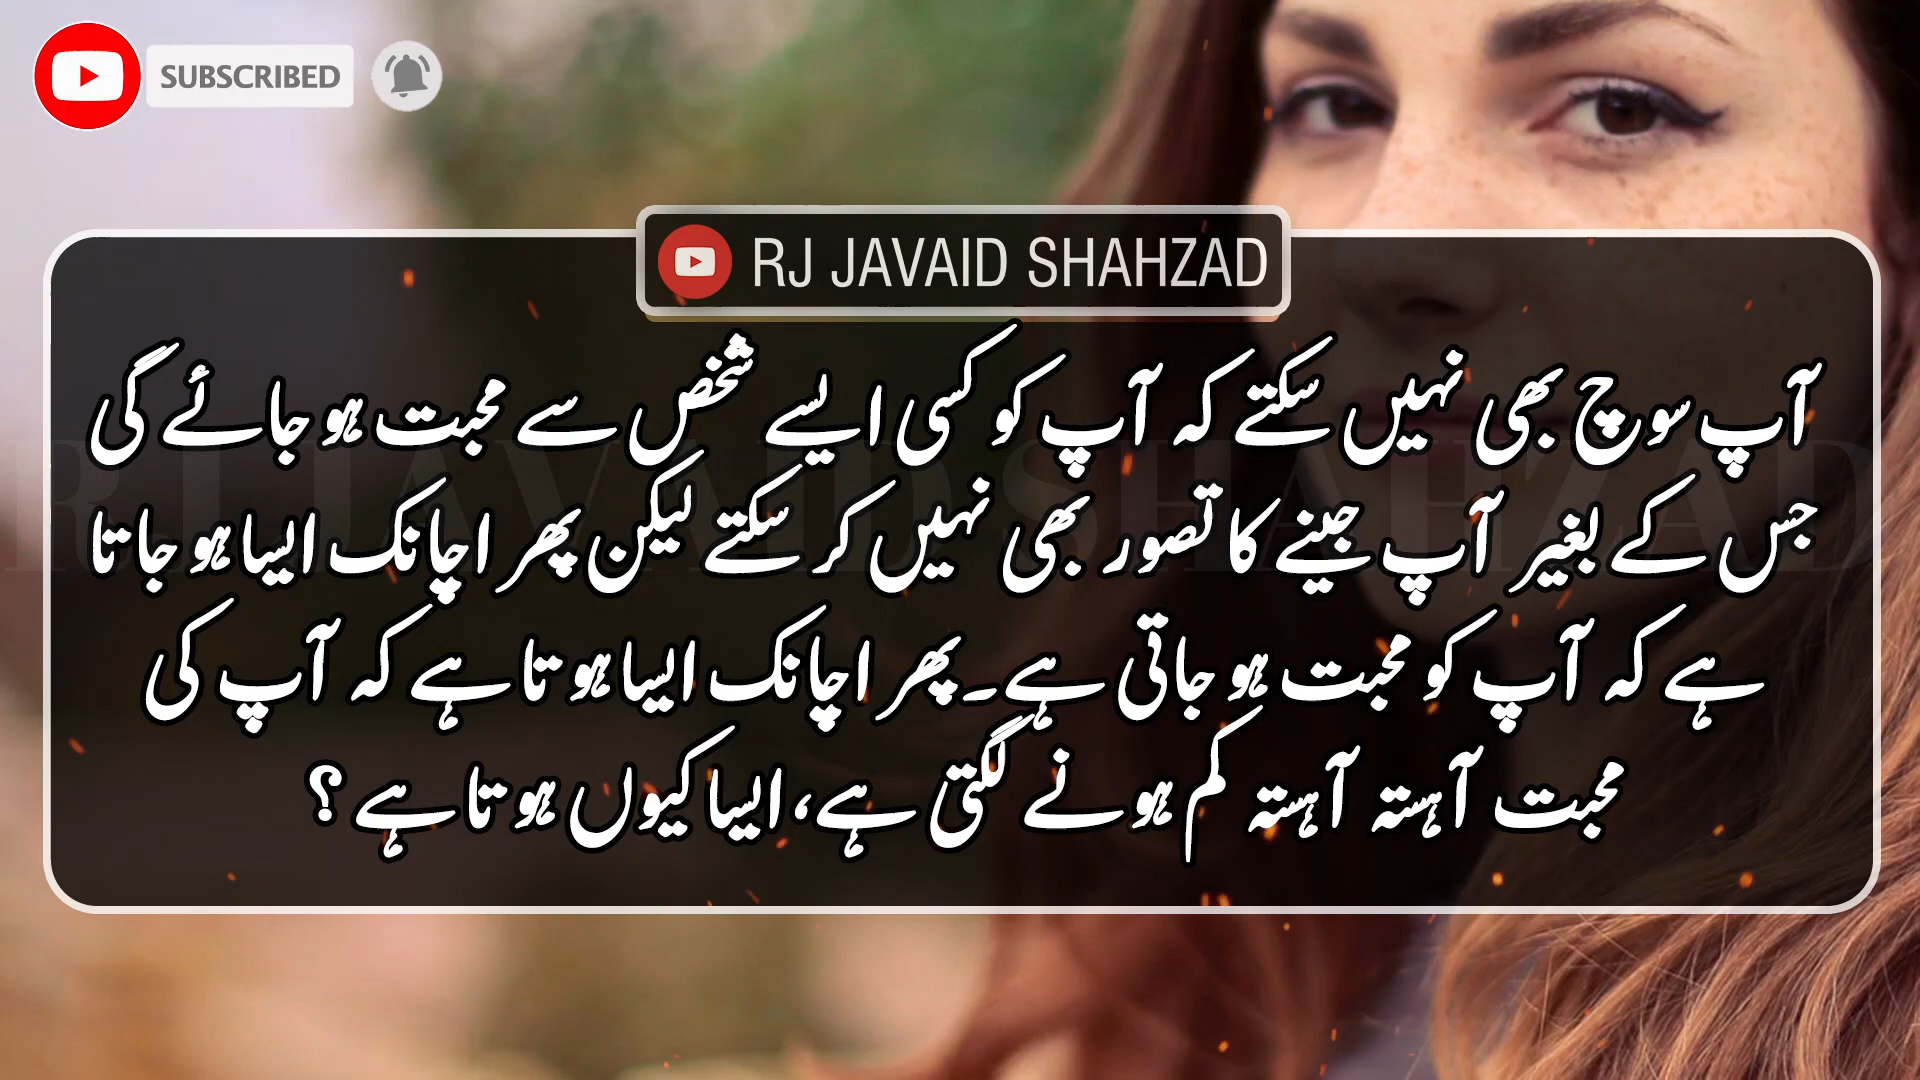 SUBSCRIBED
RJ JAVAID SHAHZAD
آپ سوچ بھی نہیں سکتے کہ آپ کو کسی ایسے شخص سے محبت ہو جائے گی
جس کے بغیر آپ جینے کا تصور بھی نہیں کر سکتے لیکن پھر اچانک ایسا ہو جاتا
ہے کہ آپ کو محبت ہو جاتی ہے۔ پھر اچانک ایسا ہوتا ہے کہ آپ کی
محبت آہستہ آہستہ کم ہونے لگتی ہے، ایسا کیوں ہوتا ہے؟
RJ JAVAID SHAHZAD